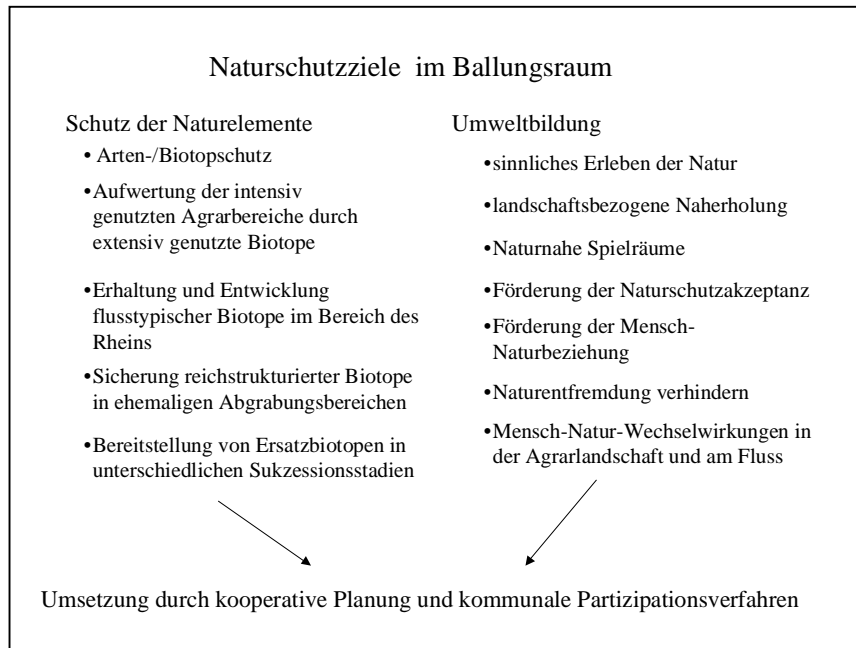 Naturschutzziele im Ballungsraum
Schutz der Naturelemente
• Arten-/Biotopschutz
•Aufwertung der intensiv
genutzten Agrarbereiche durch
extensiv genutzte Biotope
•Erhaltung und Entwicklung
flusstypischer Biotope im Bereich des
Rheins
•Sicherung reichstrukturierter Biotope
in ehemaligen Abgrabungsbereichen
•Bereitstellung von Ersatzbiotopen in
unterschiedlichen Sukzessionsstadien
Umweltbildung
•sinnliches Erleben der Natur
•landschaftsbezogene Naherholung
•Naturnahe Spielräume
•Förderung der Naturschutzakzeptanz
•Förderung der Mensch-
Naturbeziehung
•Naturentfremdung verhindern
•Mensch-Natur-Wechselwirkungen in
der Agrarlandschaft und am Fluss
Umsetzung durch kooperative Planung und kommunale Partizipationsverfahren